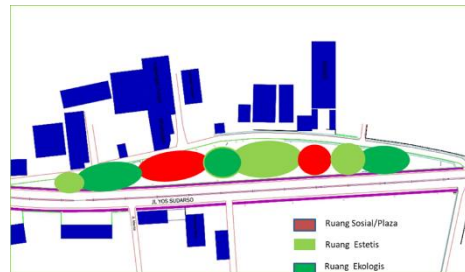 JL YOS SUDARSO
Ruang Sosial/Plaza
Ruang Estetis
Ruang Ekologis